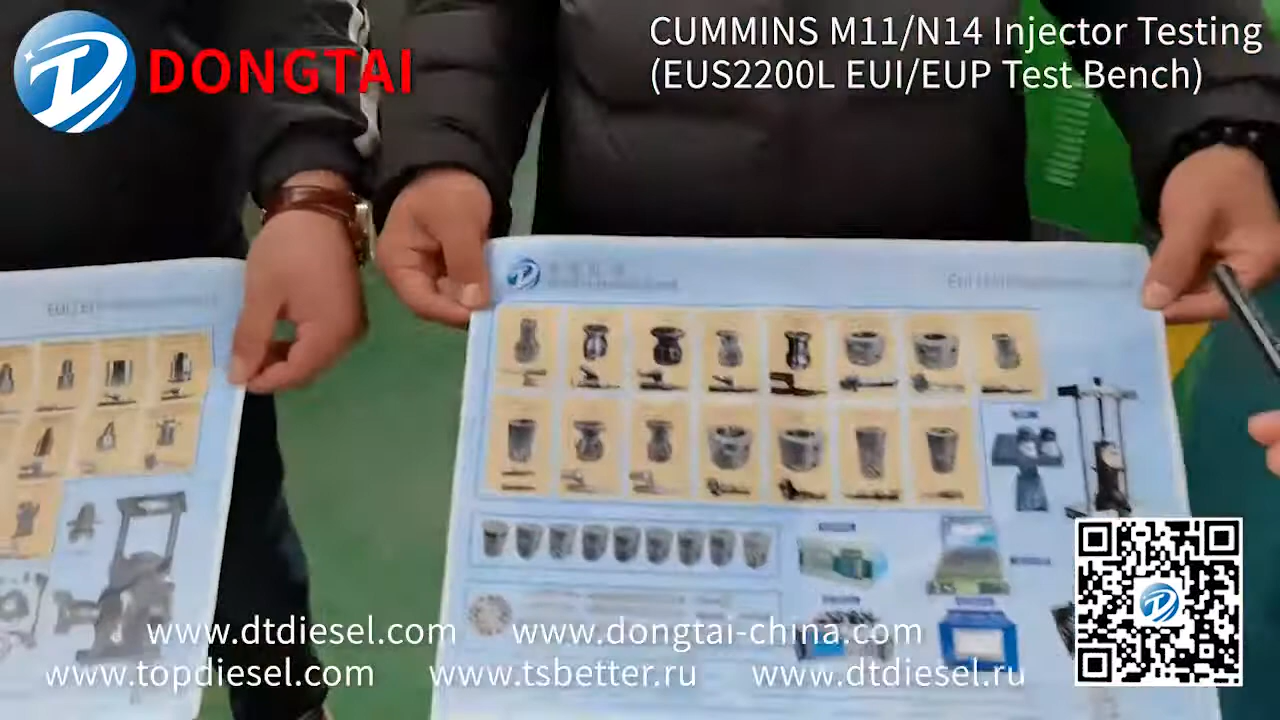 DONGTAI
CUMMINS M11/N14 Injector Testing
(EUS2200L EUI/EUP Test Bench)
www.dtdiesel.com www.dongtai-china.com
www.topdiesel.com www.tsbetter.ru www.dtdiesel.ru